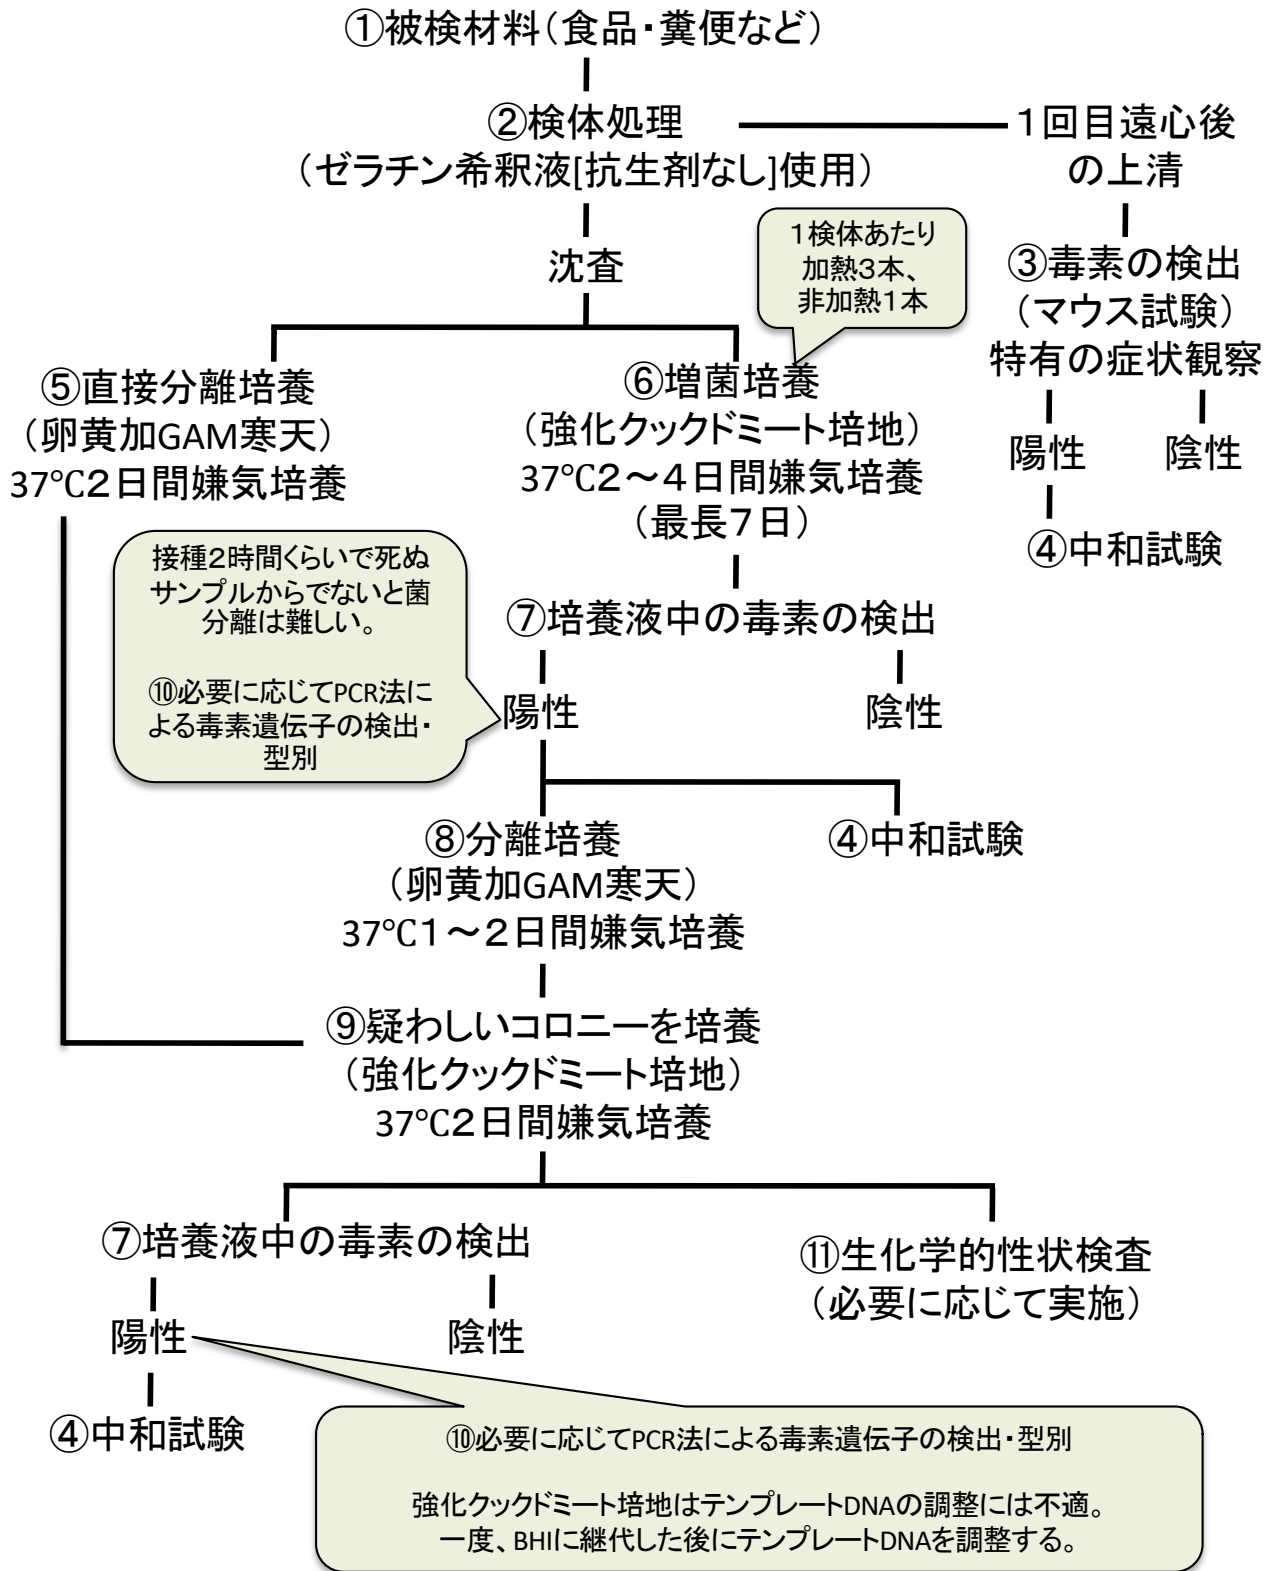 ①被検材料（食品・糞便など）
②検体処理
（ゼラチン希釈液[抗生剤なし]使用）
1回目遠心後
の上清
沈査
1検体あたり
加熱3本、
非加熱1本
③毒素の検出
（マウス試験）
特有の症状観察
陽性
陰性
④中和試験
⑤直接分離培養
（卵黄加GAM寒天）
37℃2日間嫌気培養
⑥増菌培養
（強化クックドミート培地）
37℃2～4日間嫌気培養
（最長7日）
⑦培養液中の毒素の検出
接種2時間くらいで死ぬ
サンプルからでないと菌
分離は難しい。
⑩必要に応じてPCR法に
よる毒素遺伝子の検出・
型別
陽性
陰性
⑧分離培養
（卵黄加GAM寒天）
37℃1～2日間嫌気培養
④中和試験
⑨疑わしいコロニーを培養
（強化クックドミート培地）
37℃2日間嫌気培養
⑦培養液中の毒素の検出
陽性
陰性
④中和試験
⑪生化学的性状検査
（必要に応じて実施）
⑩必要に応じてPCR法による毒素遺伝子の検出・型別
強化クックドミート培地はテンプレートDNAの調整には不適。
一度、BHIに継代した後にテンプレートDNAを調整する。